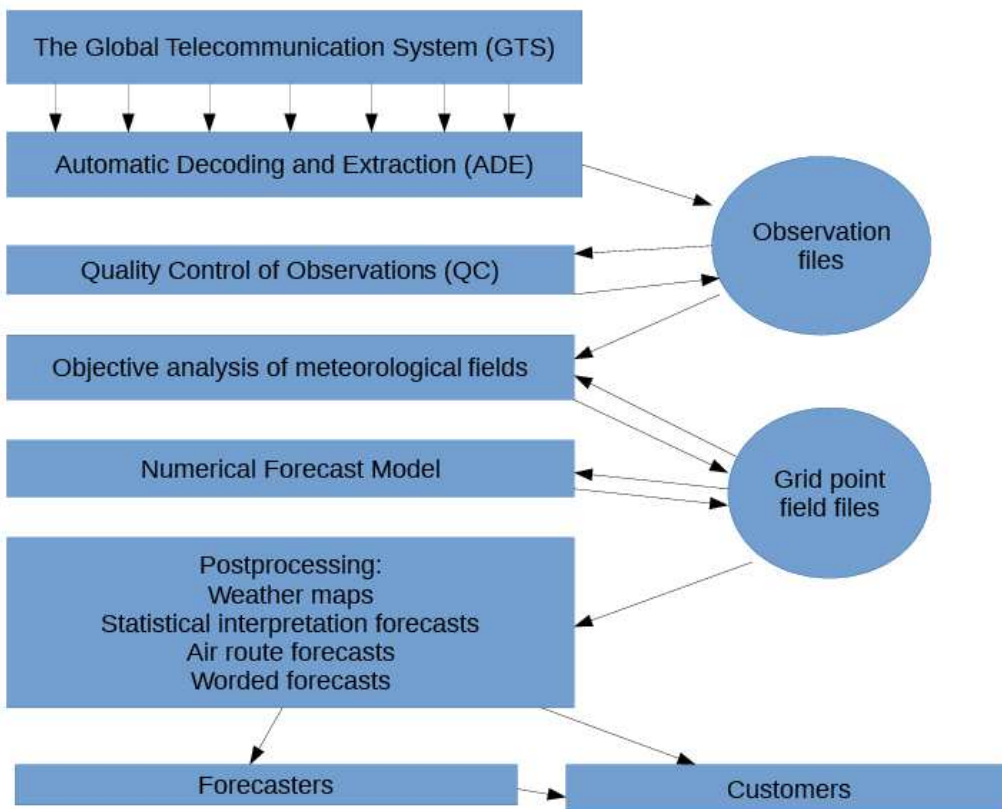 The Global Telecommunication System (GTS)
Automatic Decoding and Extraction (ADE)
Observation
files
Quality Control of Observations (QC)
Objective analysis of meteorological fields
Numerical Forecast Model
Grid point
field files
Postprocessing:
Weather maps
Statistical interpretation forecasts
Air route forecasts
Worded forecasts
Forecasters
Customers